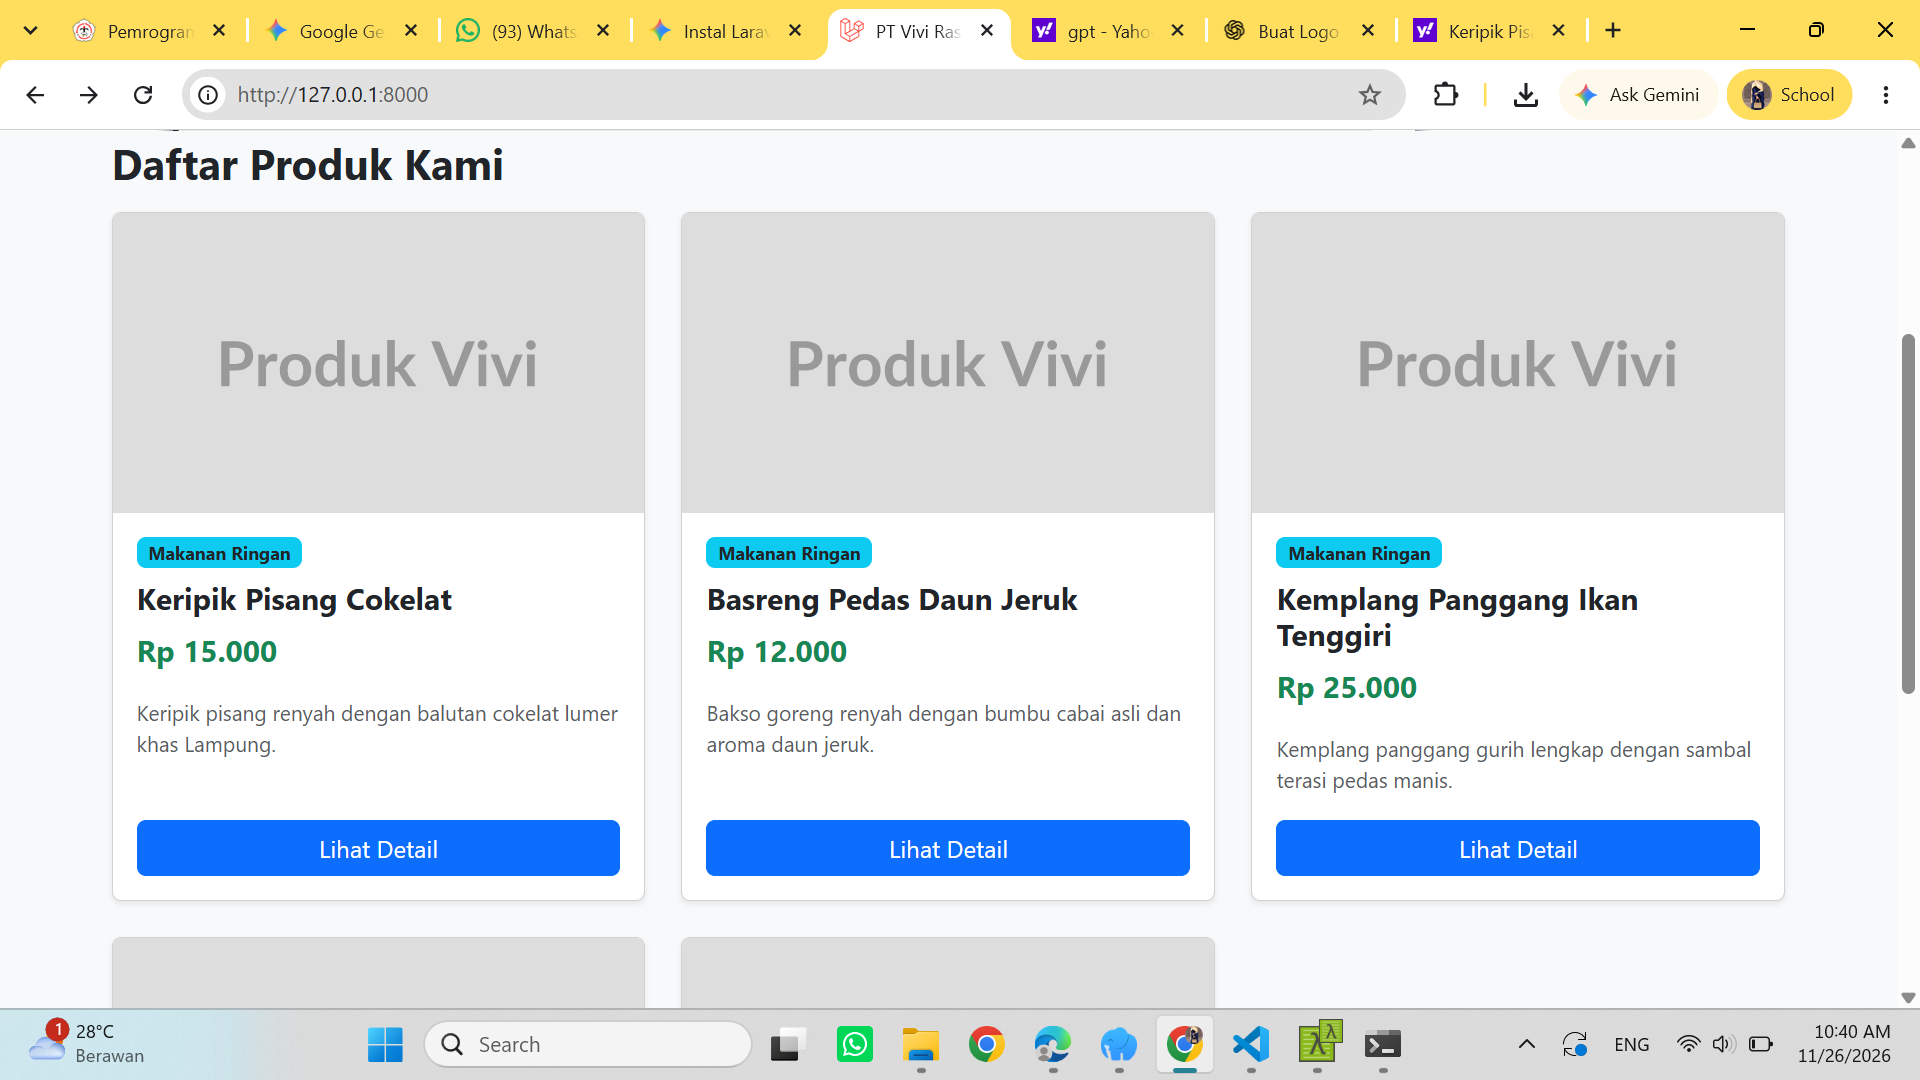 Pemrogran
Google Ge
(93) Whats
Instal Larav
PT Vivi Ras
gpt - Yaho
Buat Logo
Keripik Pis
http://127.0.0.1:8000
Ask Gemini
School
Daftar Produk Kami
Produk Vivi
Produk Vivi
Produk Vivi
Makanan Ringan
Makanan Ringan
Makanan Ringan
Keripik Pisang Cokelat
Basreng Pedas Daun Jeruk
Kemplang Panggang Ikan
Tenggiri
Rp 15.000
Rp 12.000
Rp 25.000
Keripik pisang renyah dengan balutan cokelat lumer
khas Lampung.
Bakso goreng renyah dengan bumbu cabai asli dan
aroma daun jeruk.
Kemplang panggang gurih lengkap dengan sambal
terasi pedas manis.
Lihat Detail
Lihat Detail
Lihat Detail
1
28°C
Berawan
Search
ENG
10:40 AM
11/26/2026